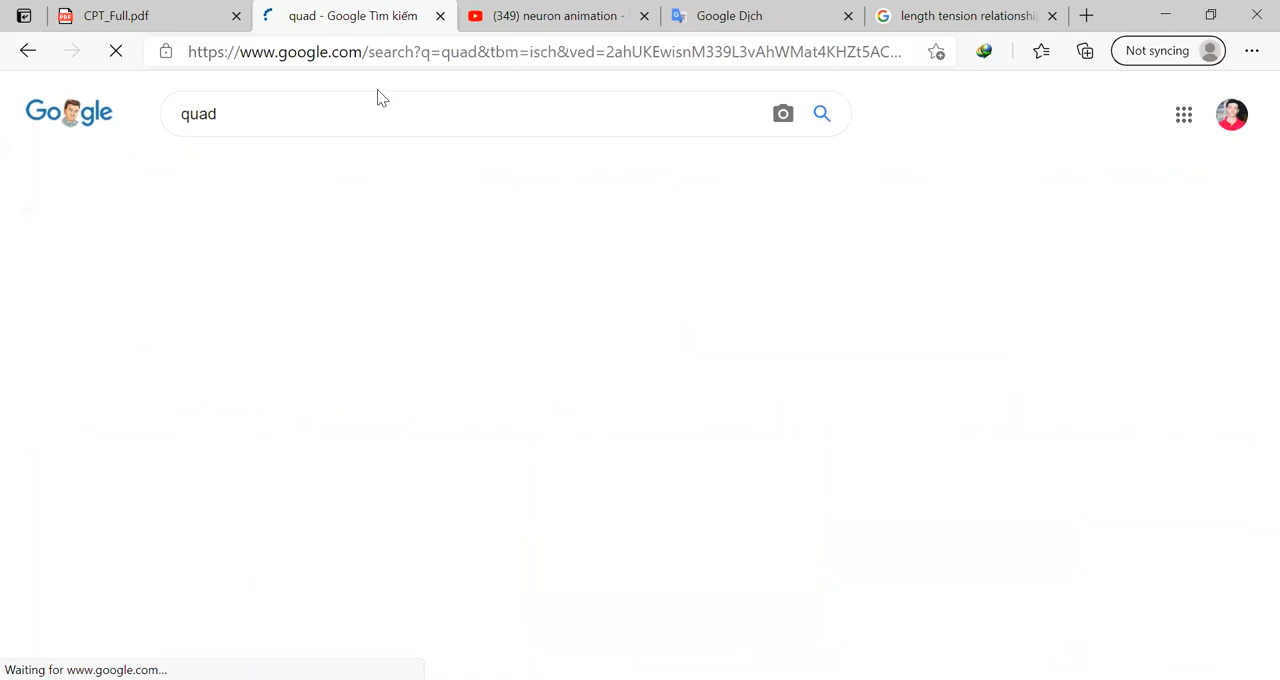 CPT_Full.pdf
quad - Google Tìm kiếm
(349) neuron animation -
Google Dịch
length tension relationshi
https://www.google.com/search?q=quad&tbm=isch&ved=2ahUKEwisnM339L3vAhWMat4KHZt5AC...
Not syncing
Google
quad
Waiting for www.google.com...